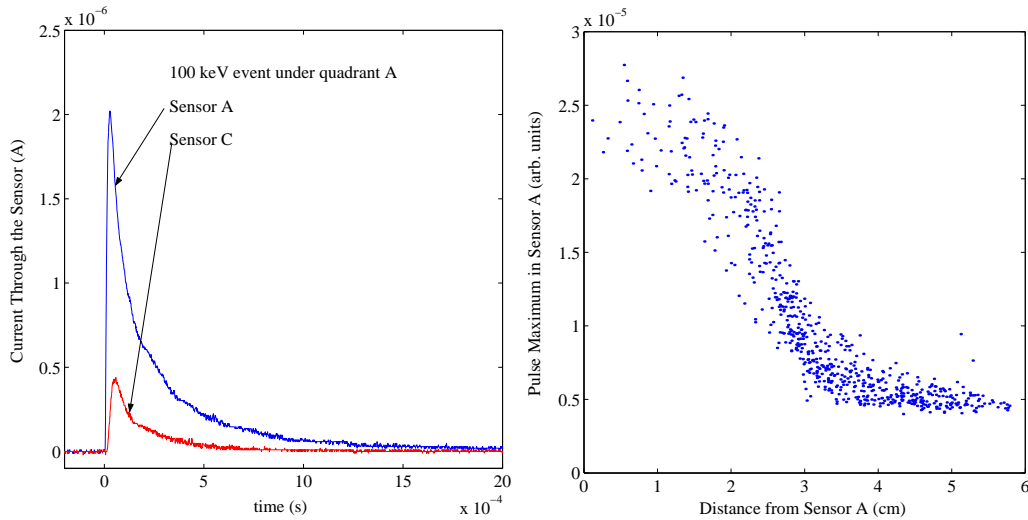 x 10⁻⁶
2.5
2
1.5
1
0.5
0
Current Through the Sensor (A)
100 keV event under quadrant A
Sensor A
Sensor C
0
5
10
15
20
time (s)
x 10⁻⁴
x 10⁻⁵
3
2.5
2
1.5
1
0.5
0
Pulse Maximum in Sensor A (arb. units)
0
1
2
3
4
5
6
Distance from Sensor A (cm)